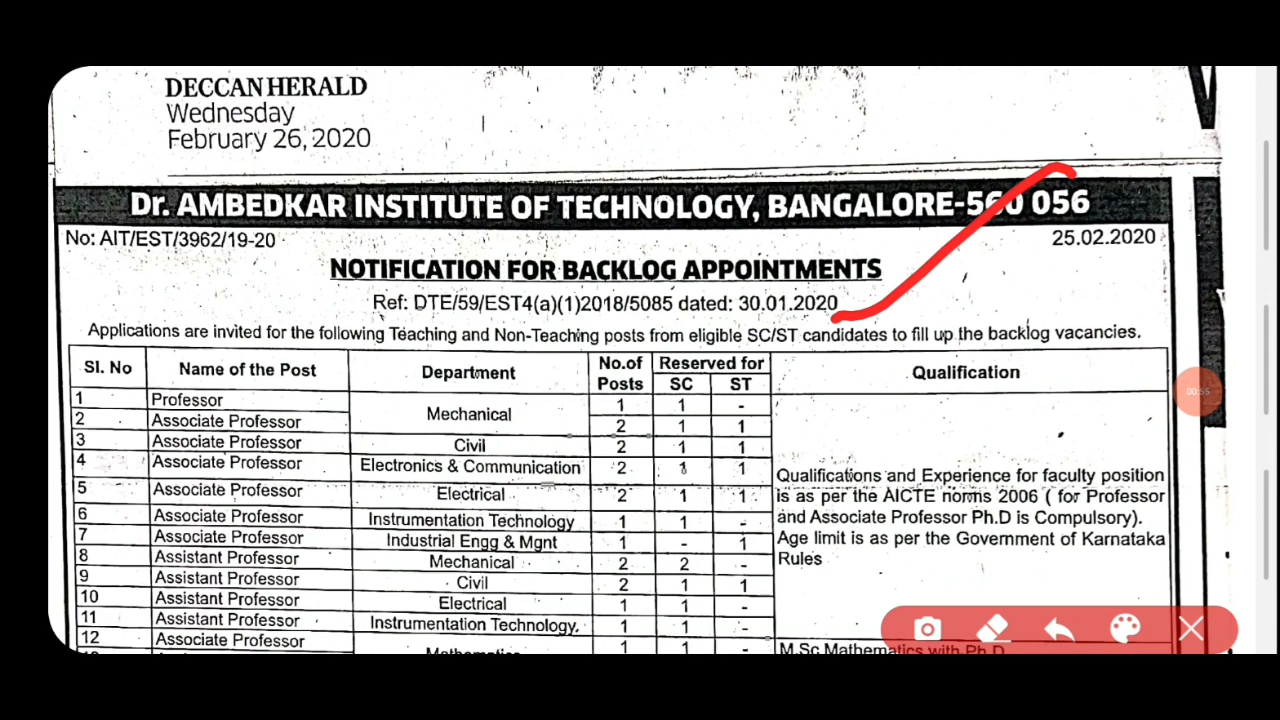 DECCAN HERALD
Wednesday
February 26, 2020
Dr. AMBEDKAR INSTITUTE OF TECHNOLOGY, BANGALORE-560 056
No: AIT/EST/3962/19-20 25.02.2020
NOTIFICATION FOR BACKLOG APPOINTMENTS
Ref: DTE/59/EST4(a)(1)2018/5085 dated: 30.01.2020
Applications are invited for the following Teaching and Non-Teaching posts from eligible SC/ST candidates to fill up the backlog vacancies.
Sl. No Name of the Post Department No.of Posts Reserved for SC ST Qualification
1 Professor Mechanical 1 1 -
2 Associate Professor 2 1 1
3 Associate Professor Civil 2 1 1
4 Associate Professor Electronics & Communication 2 1 1
5 Associate Professor Electrical 2 1 1
6 Associate Professor Instrumentation Technology 1 1 -
7 Associate Professor Industrial Engg & Mgnt 1 - 1
8 Assistant Professor Mechanical 2 2 -
9 Assistant Professor Civil 2 1 1
10 Assistant Professor Electrical 1 1 -
11 Assistant Professor Instrumentation Technology. 1 1 -
12 Associate Professor Mathematics 1 1 -
Qualifications and Experience for faculty position
is as per the AICTE norms 2006 ( for Professor
and Associate Professor Ph.D is Compulsory).
Age limit is as per the Government of Karnataka
Rules
M.Sc Mathematics with Ph.D
00:55